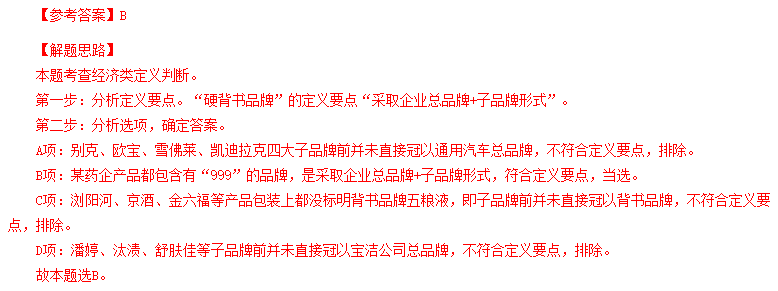 【参考答案】B
【解题思路】
本题考查经济类定义判断。
第一步：分析定义要点。“硬背书品牌”的定义要点“采取企业总品牌+子品牌形式”。
第二步：分析选项，确定答案。
A项：别克、欧宝、雪佛莱、凯迪拉克四大子品牌前并未直接冠以通用汽车总品牌，不符合定义要点，排除。
B项：某药企产品都包含有“999”的品牌，是采取企业总品牌+子品牌形式，符合定义要点，当选。
C项：浏阳河、京酒、金六福等产品包装上都没标明背书品牌五粮液，即子品牌前并未直接冠以背书品牌，不符合定义要
点，排除。
D项：潘婷、汰渍、舒肤佳等子品牌前并未直接冠以宝洁公司总品牌，不符合定义要点，排除。
故本题选B。